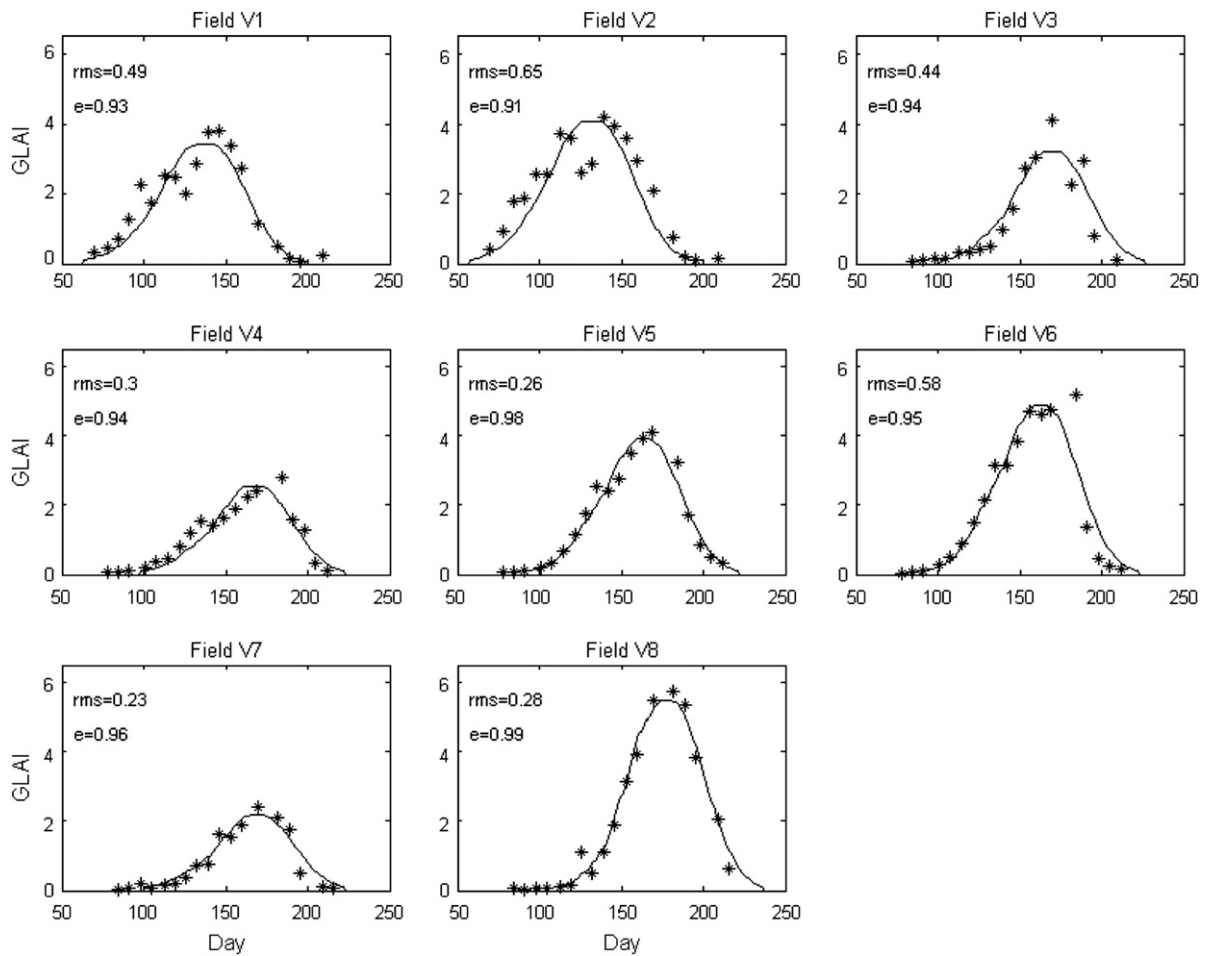 Field V1
rms=0.49
e=0.93
GLAI
6
4
2
0
50 100 150 200 250
Field V2
rms=0.65
e=0.91
6
4
2
0
50 100 150 200 250
Field V3
rms=0.44
e=0.94
6
4
2
0
50 100 150 200 250
Field V4
rms=0.3
e=0.94
GLAI
6
4
2
0
50 100 150 200 250
Field V5
rms=0.26
e=0.98
6
4
2
0
50 100 150 200 250
Field V6
rms=0.58
e=0.95
6
4
2
0
50 100 150 200 250
Field V7
rms=0.23
e=0.96
GLAI
6
4
2
0
50 100 150 200 250
Day
Field V8
rms=0.28
e=0.99
6
4
2
0
50 100 150 200 250
Day